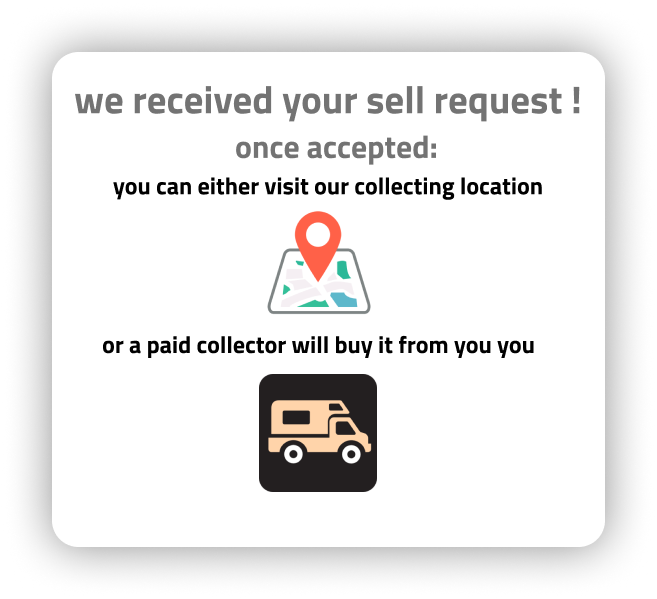 we received your sell request !
once accepted:
you can either visit our collecting location
or a paid collector will buy it from you you